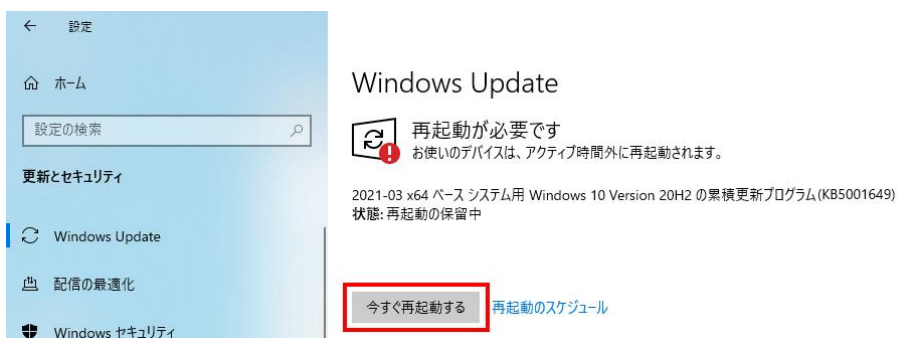 設定
ホーム
設定の検索
更新とセキュリティ
Windows Update
配信の最適化
Windows セキュリティ
Windows Update
再起動が必要です
お使いのデバイスは、アクティブ時間外に再起動されます。
2021-03 x64 ベース システム用 Windows 10 Version 20H2 の累積更新プログラム(KB5001649)
状態: 再起動の保留中
今すぐ再起動する
再起動のスケジュール